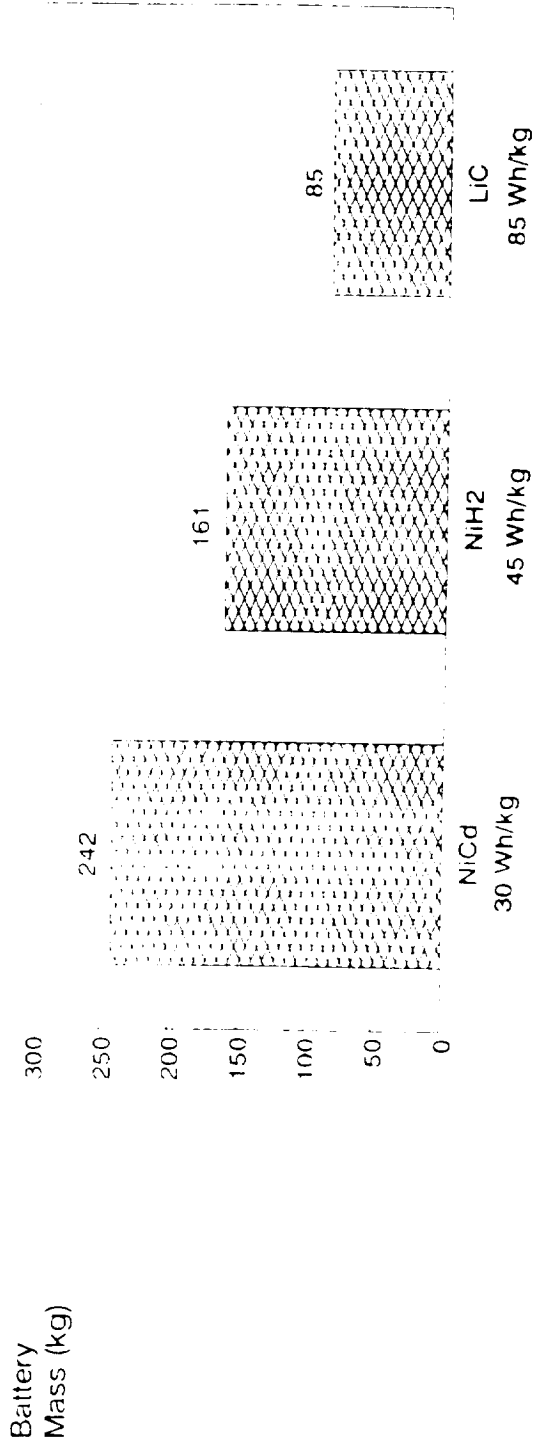 Battery
Mass (kg)
300
250
200
150
100
50
0
242
161
85
NiCd
30 Wh/kg
NiH2
45 Wh/kg
LiC
85 Wh/kg